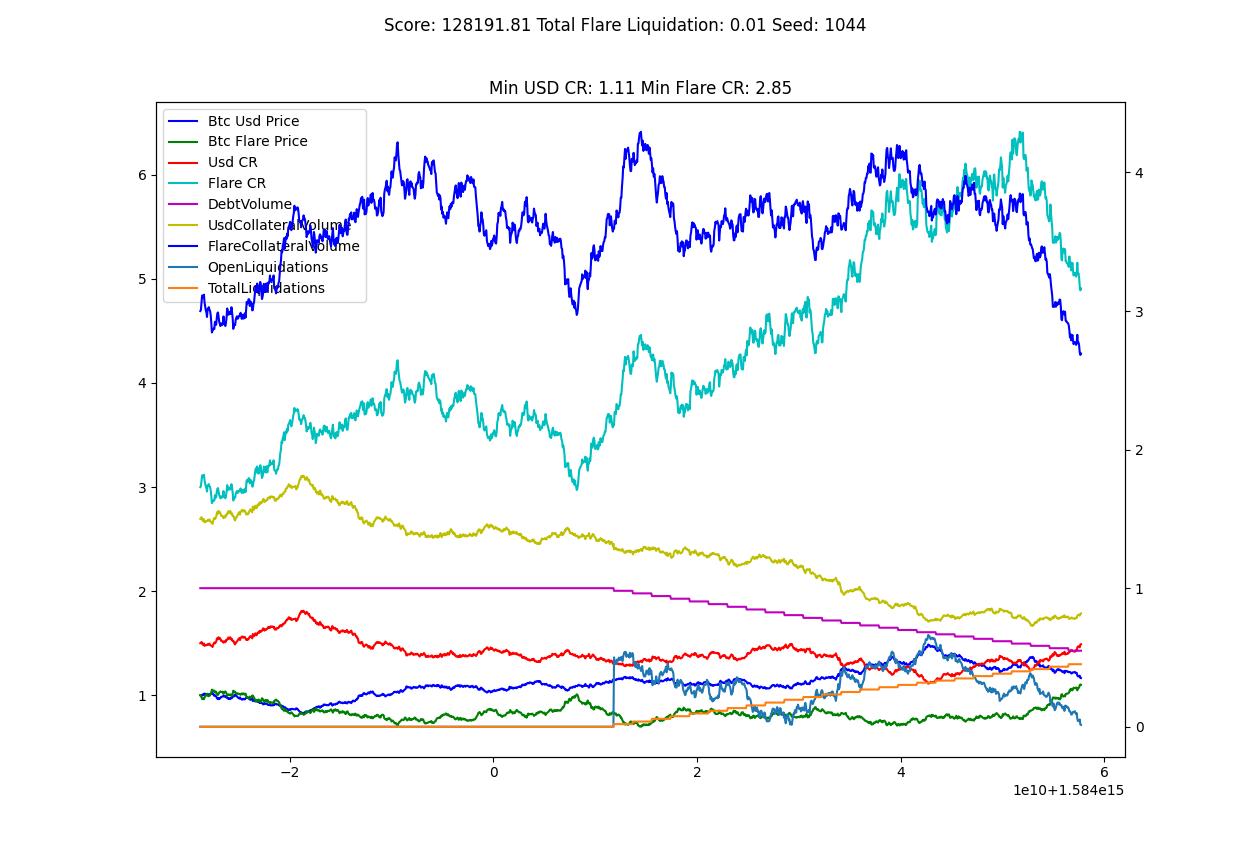 Score: 128191.81 Total Flare Liquidation: 0.01 Seed: 1044
Min USD CR: 1.11 Min Flare CR: 2.85
Btc Usd Price
Btc Flare Price
Usd CR
Flare CR
DebtVolume
UsdCollateralVolume
FlareCollateralVolume
OpenLiquidations
TotalLiquidations
6
5
4
3
2
1
4
3
2
1
0
−2
0
2
4
6
1e10+1.584e15